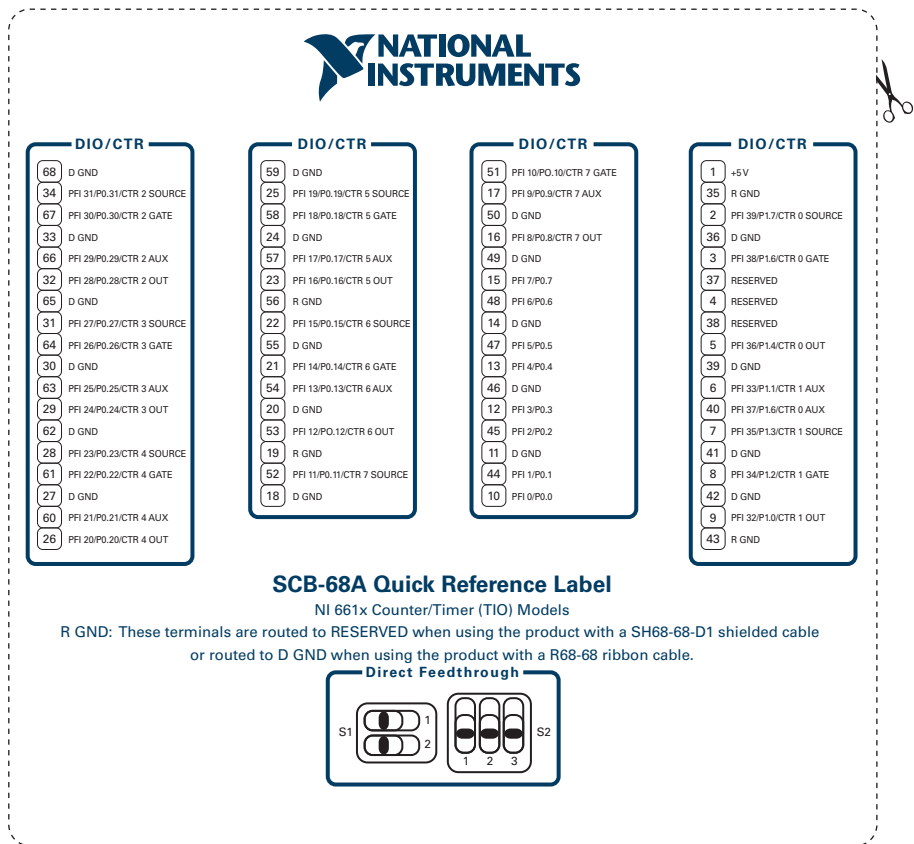 NATIONAL
INSTRUMENTS
DIO/CTR
68 D GND
34 PFI 31/P0.31/CTR 2 SOURCE
67 PFI 30/P0.30/CTR 2 GATE
33 D GND
66 PFI 29/P0.29/CTR 2 AUX
32 PFI 28/P0.28/CTR 2 OUT
65 D GND
31 PFI 27/P0.27/CTR 3 SOURCE
64 PFI 26/P0.26/CTR 3 GATE
30 D GND
63 PFI 25/P0.25/CTR 3 AUX
29 PFI 24/P0.24/CTR 3 OUT
62 D GND
28 PFI 23/P0.23/CTR 4 SOURCE
61 PFI 22/P0.22/CTR 4 GATE
27 D GND
60 PFI 21/P0.21/CTR 4 AUX
26 PFI 20/P0.20/CTR 4 OUT
DIO/CTR
59 D GND
25 PFI 19/P0.19/CTR 5 SOURCE
58 PFI 18/P0.18/CTR 5 GATE
24 D GND
57 PFI 17/P0.17/CTR 5 AUX
23 PFI 16/P0.16/CTR 5 OUT
56 R GND
22 PFI 15/P0.15/CTR 6 SOURCE
55 D GND
21 PFI 14/P0.14/CTR 6 GATE
54 PFI 13/P0.13/CTR 6 AUX
20 D GND
53 PFI 12/PO.12/CTR 6 OUT
19 R GND
52 PFI 11/P0.11/CTR 7 SOURCE
18 D GND
DIO/CTR
51 PFI 10/PO.10/CTR 7 GATE
17 PFI 9/P0.9/CTR 7 AUX
50 D GND
16 PFI 8/P0.8/CTR 7 OUT
49 D GND
15 PFI 7/P0.7
48 PFI 6/P0.6
14 D GND
47 PFI 5/P0.5
13 PFI 4/P0.4
46 D GND
12 PFI 3/P0.3
45 PFI 2/P0.2
11 D GND
44 PFI 1/P0.1
10 PFI 0/P0.0
DIO/CTR
1 +5 V
35 R GND
2 PFI 39/P1.7/CTR 0 SOURCE
36 D GND
3 PFI 38/P1.6/CTR 0 GATE
37 RESERVED
4 RESERVED
38 RESERVED
5 PFI 36/P1.4/CTR 0 OUT
39 D GND
6 PFI 33/P1.1/CTR 1 AUX
40 PFI 37/P1.6/CTR 0 AUX
7 PFI 35/P1.3/CTR 1 SOURCE
41 D GND
8 PFI 34/P1.2/CTR 1 GATE
42 D GND
9 PFI 32/P1.0/CTR 1 OUT
43 R GND
SCB-68A Quick Reference Label
NI 661x Counter/Timer (TIO) Models
R GND: These terminals are routed to RESERVED when using the product with a SH68-68-D1 shielded cable
or routed to D GND when using the product with a R68-68 ribbon cable.
Direct Feedthrough
S1 1 2
S2 1 2 3